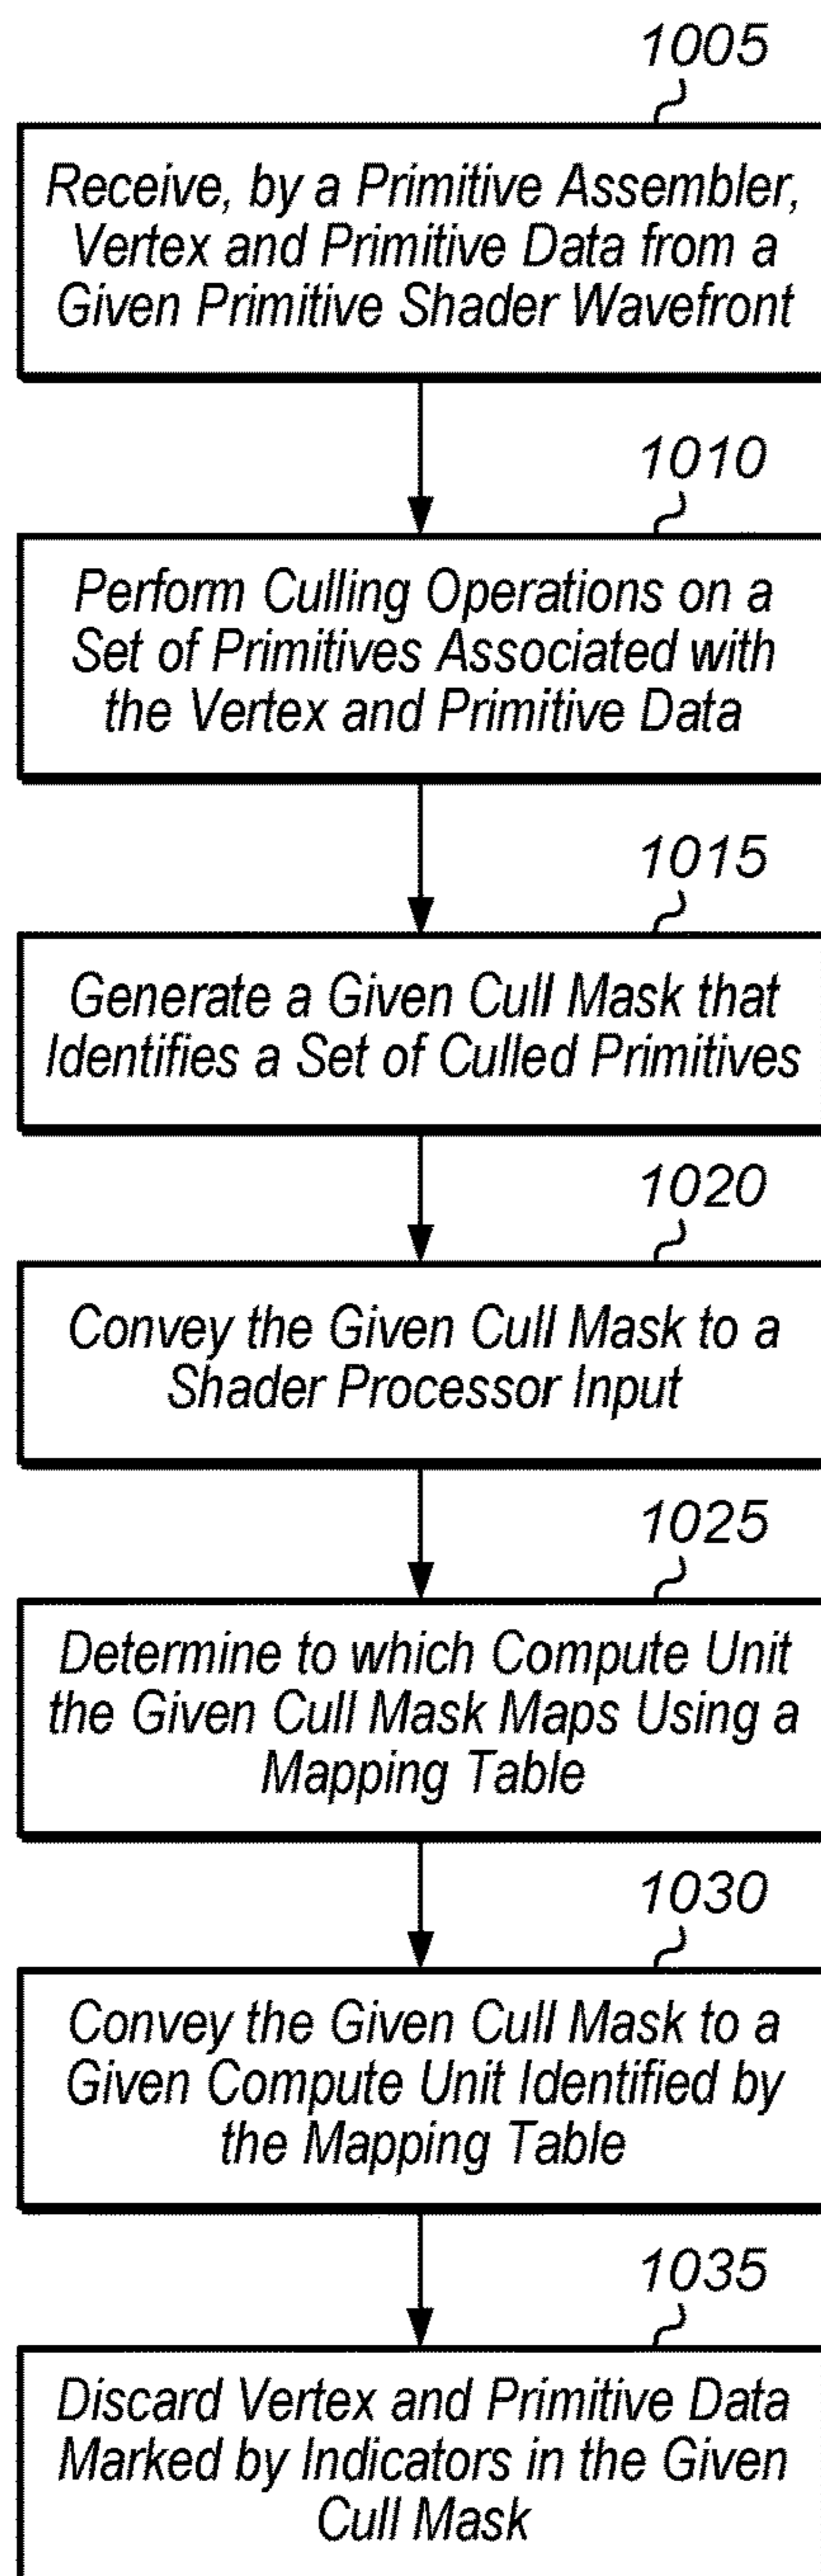 1005
Receive, by a Primitive Assembler,
Vertex and Primitive Data from a
Given Primitive Shader Wavefront
1010
Perform Culling Operations on a
Set of Primitives Associated with
the Vertex and Primitive Data
1015
Generate a Given Cull Mask that
Identifies a Set of Culled Primitives
1020
Convey the Given Cull Mask to a
Shader Processor Input
1025
Determine to which Compute Unit
the Given Cull Mask Maps Using a
Mapping Table
1030
Convey the Given Cull Mask to a
Given Compute Unit Identified by
the Mapping Table
1035
Discard Vertex and Primitive Data
Marked by Indicators in the Given
Cull Mask